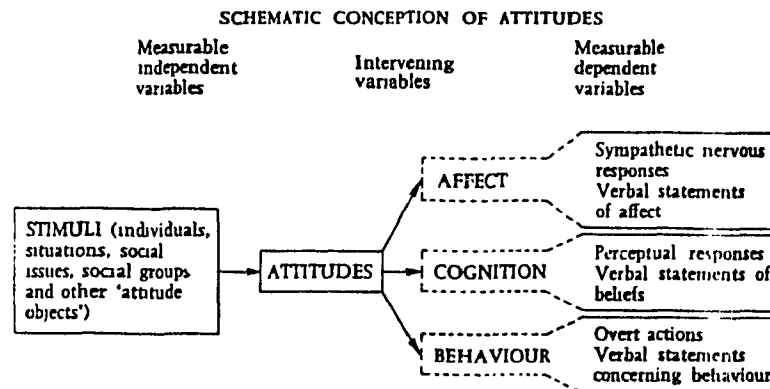 SCHEMATIC CONCEPTION OF ATTITUDES
Measurable
independent
variables
Intervening
variables
Measurable
dependent
variables
STIMULI (individuals,
situations, social
issues, social groups
and other 'attitude
objects')
ATTITUDES
AFFECT
Sympathetic nervous
responses
Verbal statements
of affect
COGNITION
Perceptual responses
Verbal statements of
beliefs
BEHAVIOUR
Overt actions
Verbal statements
concerning behaviour